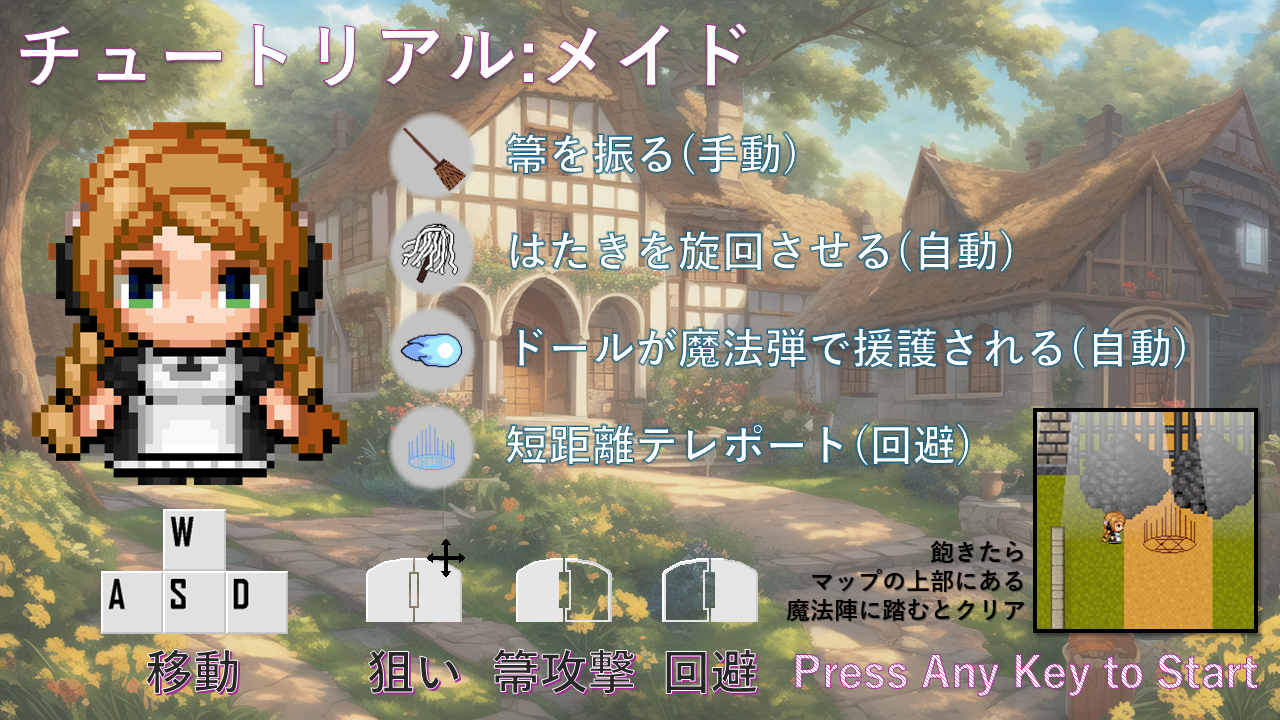 チュートリアル:メイド
箒を振る(手動)
はたきを旋回させる(自動)
ドールが魔法弾で援護される(自動)
短距離テレポート(回避)
W
A S D
移動
狙い
箒攻撃
回避
飽きたら
マップの上部にある
魔法陣に踏むとクリア
Press Any Key to Start